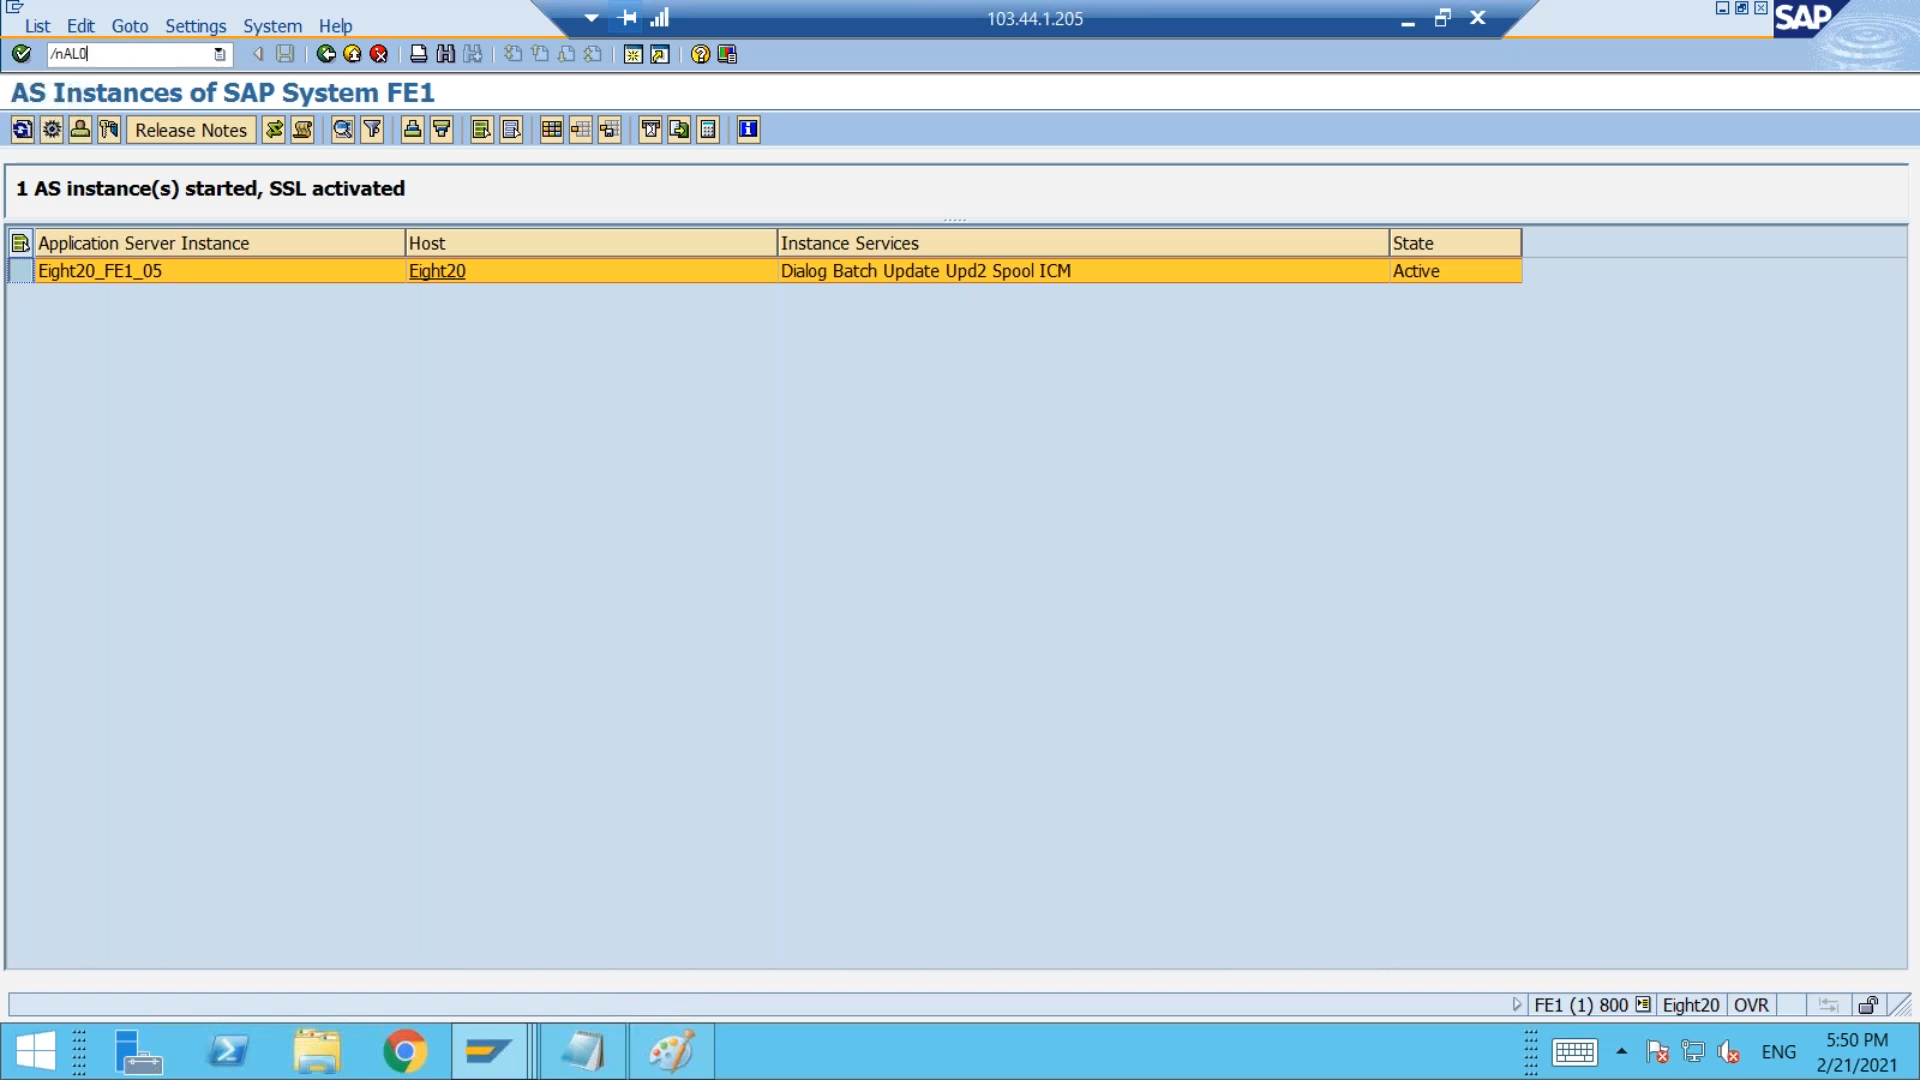 List Edit Goto Settings System Help
103.44.1.205
SAP
/nAL0
AS Instances of SAP System FE1
Release Notes
1 AS instance(s) started, SSL activated
Application Server Instance Host Instance Services State
Eight20_FE1_05 Eight20 Dialog Batch Update Upd2 Spool ICM Active
FE1 (1) 800 Eight20 OVR
ENG
5:50 PM
2/21/2021